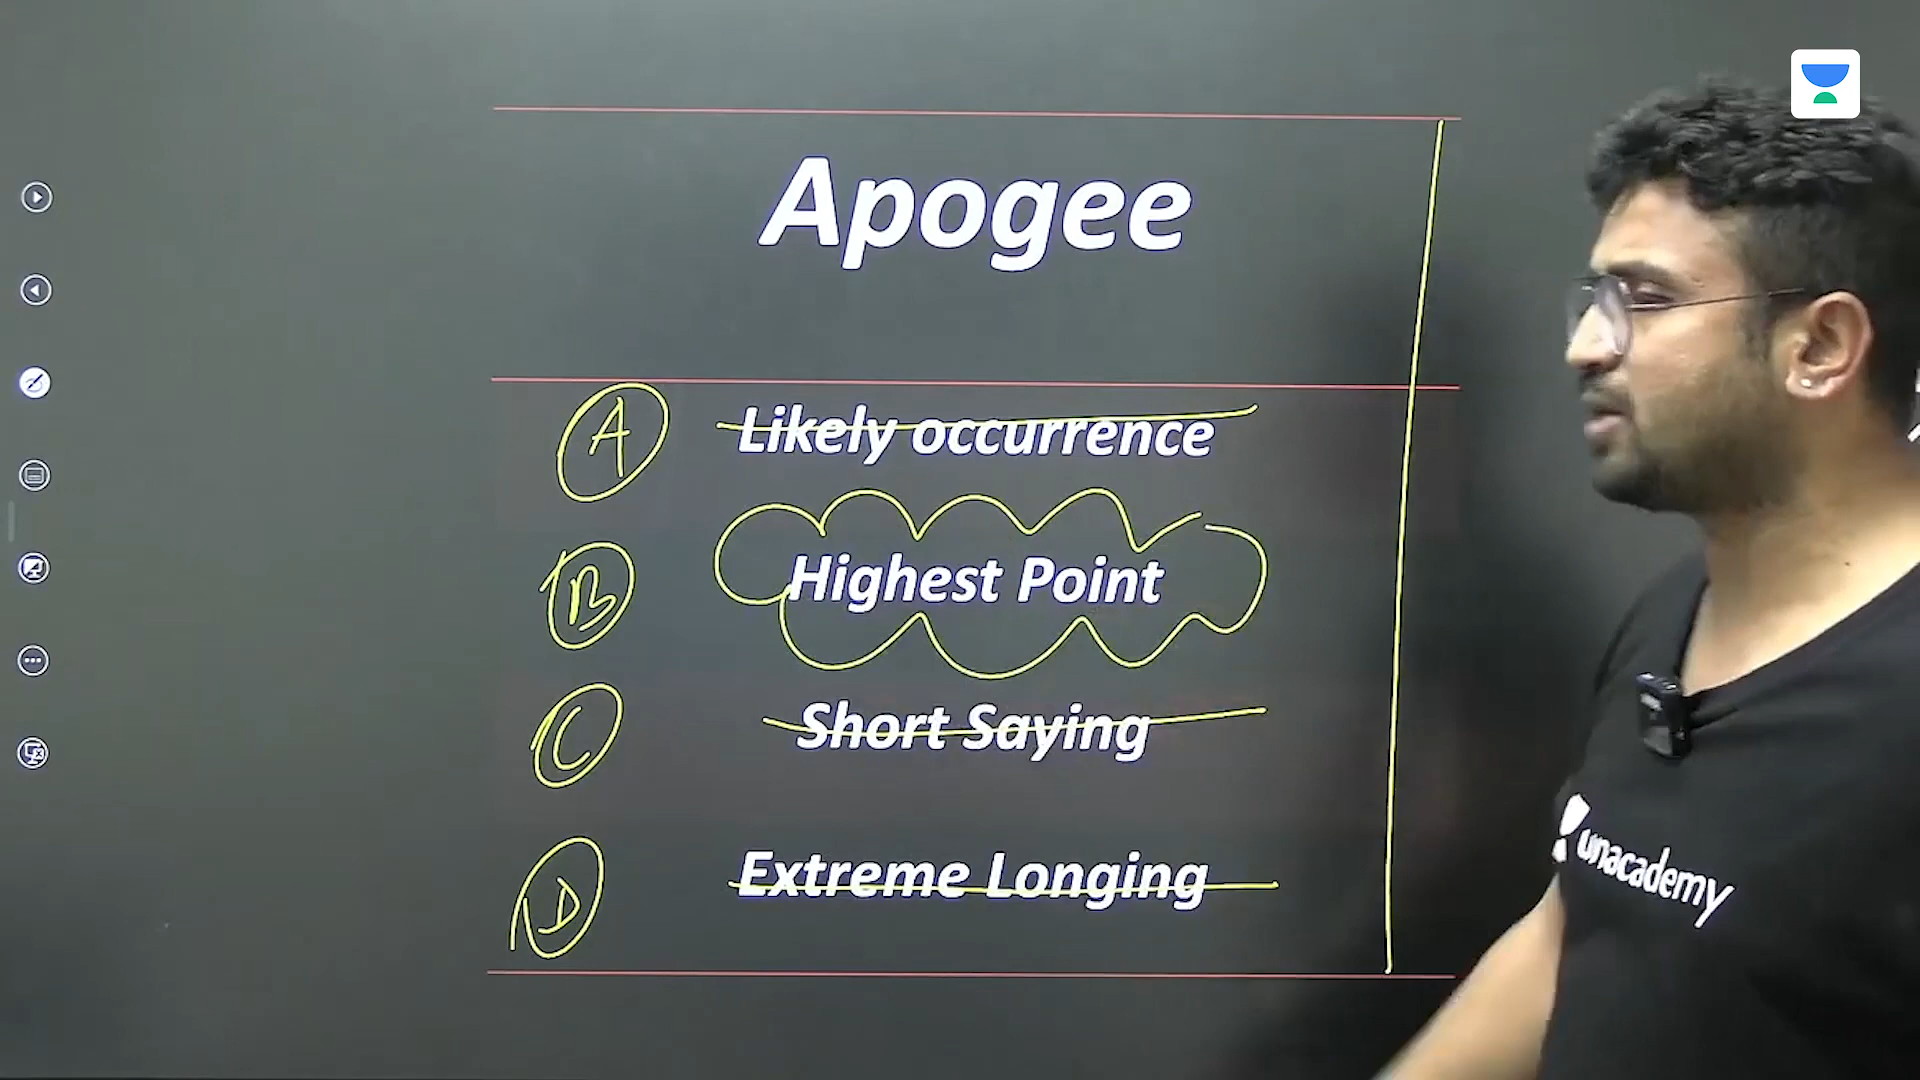 Apogee
A Likely occurrence
B Highest Point
C Short Saying
D Extreme Longing
unacademy